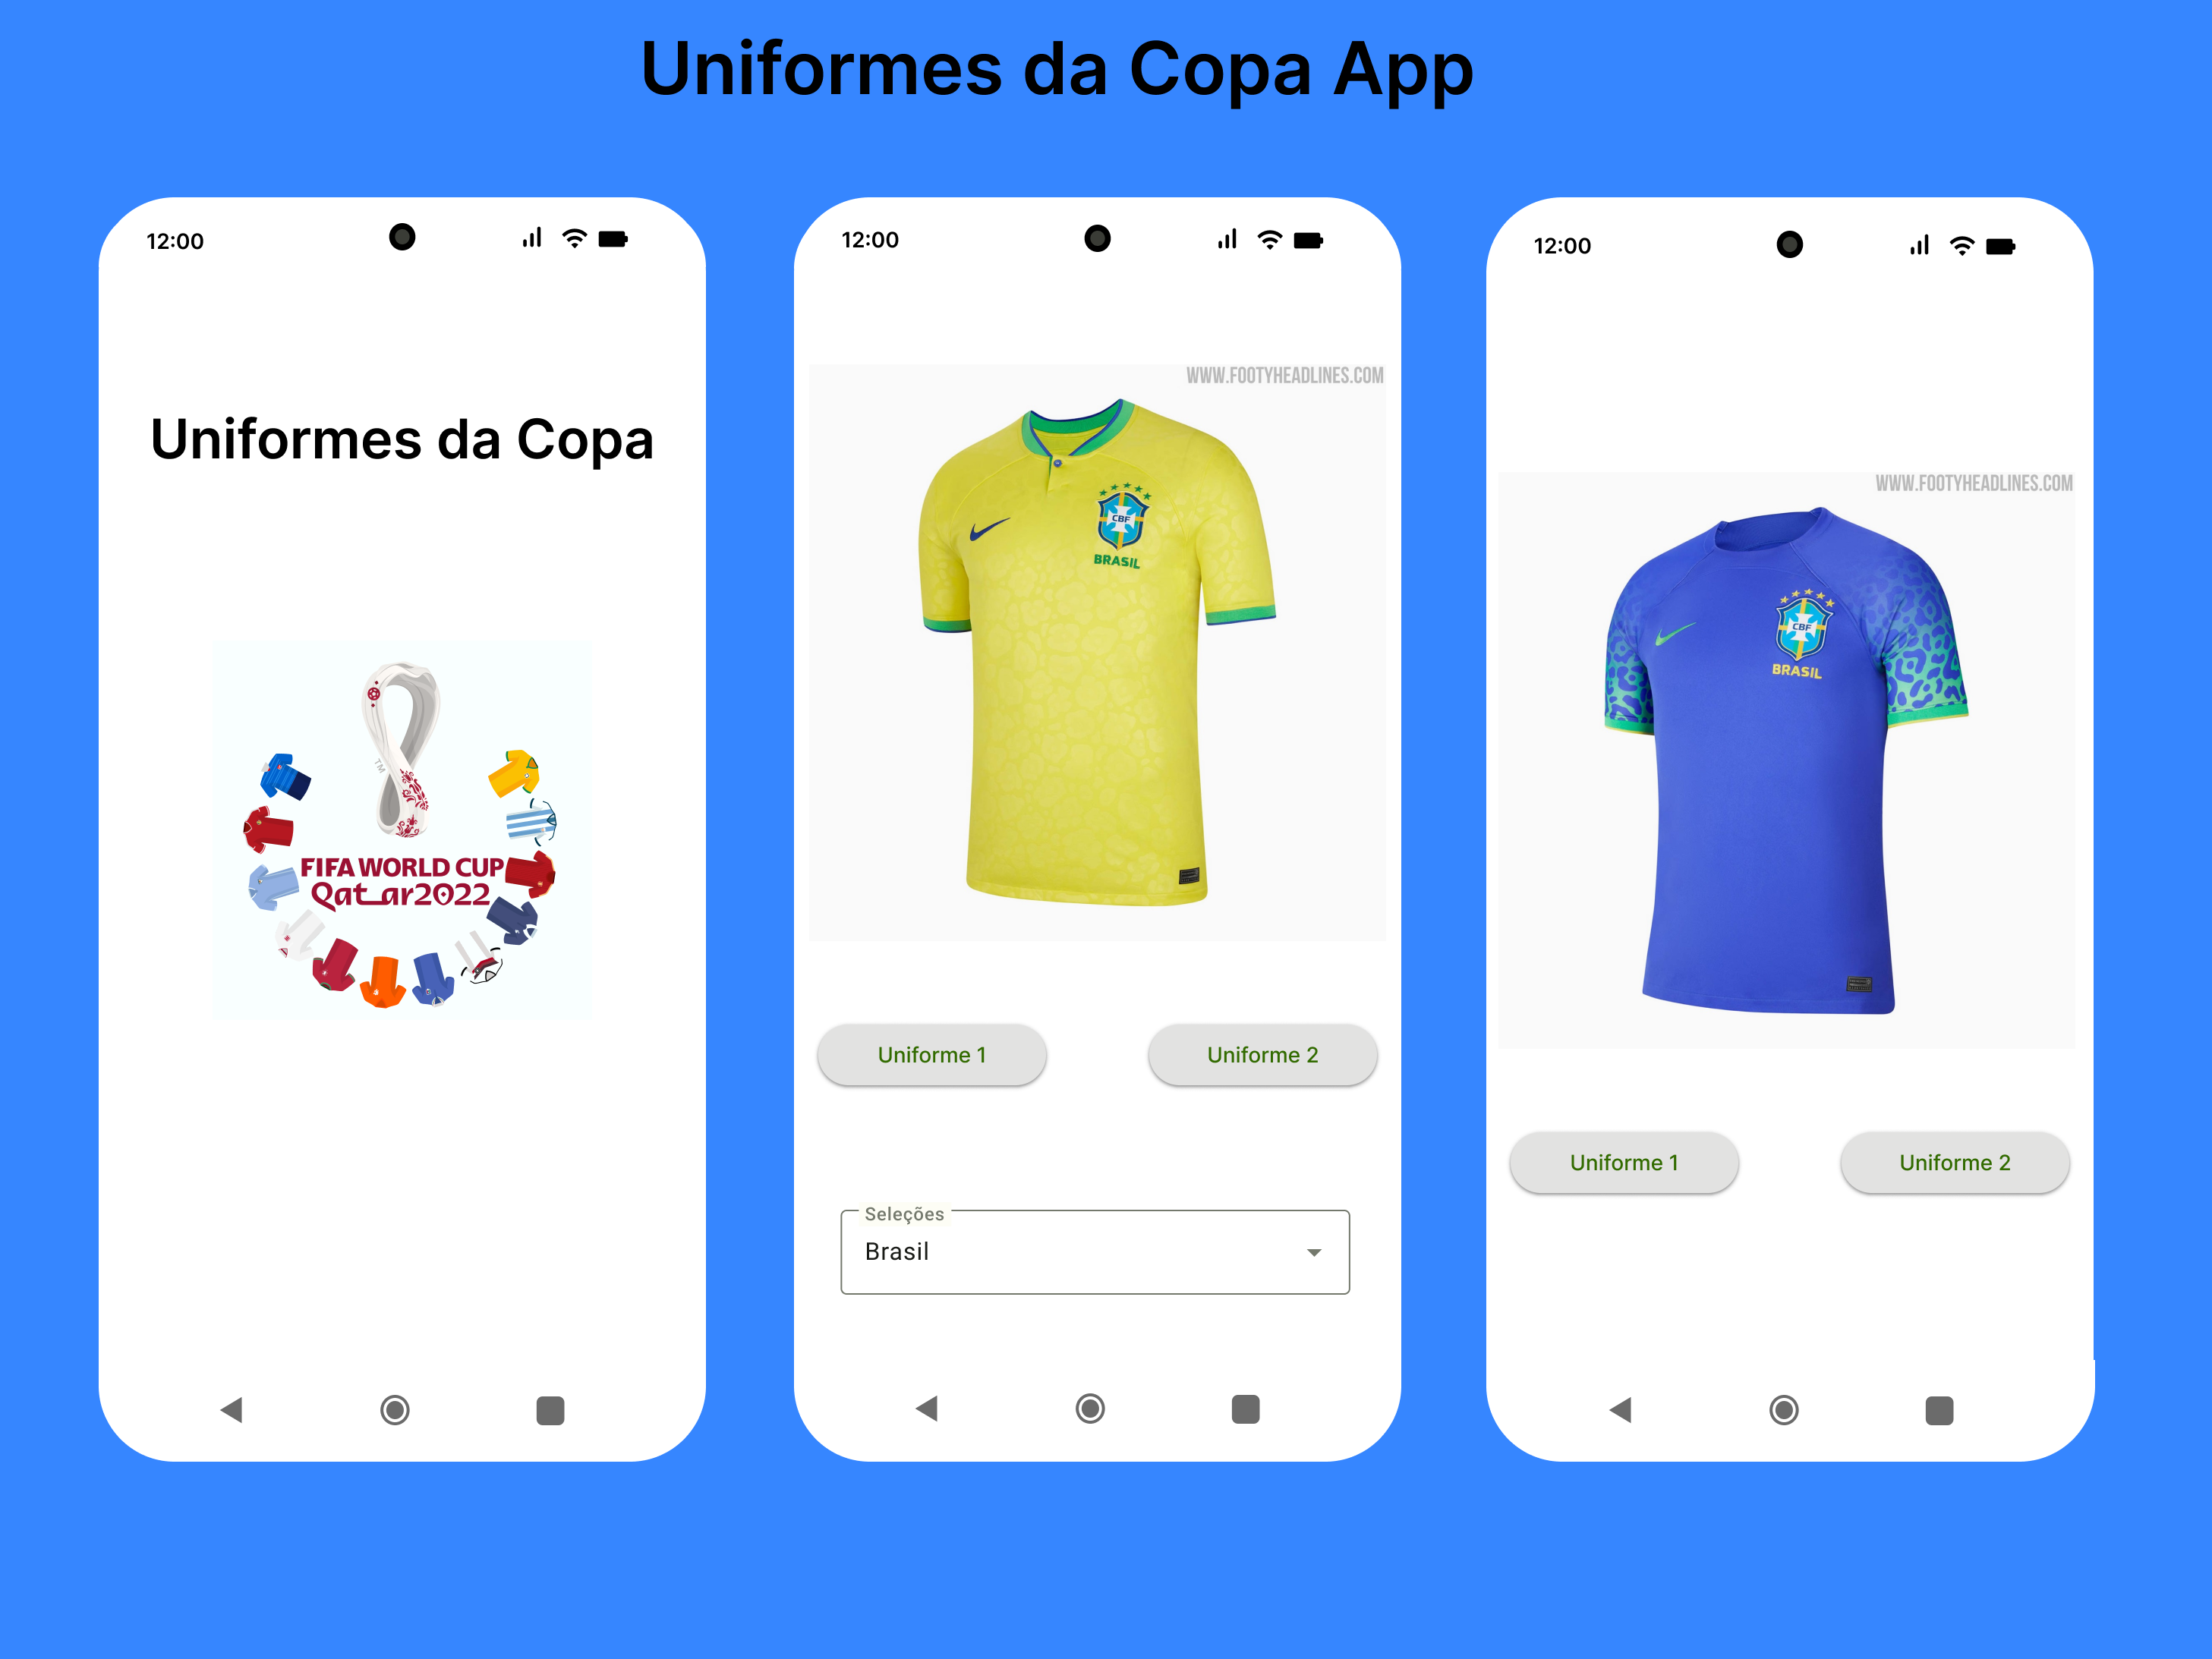 Uniformes da Copa App
12:00
Uniformes da Copa
TM
FIFA WORLD CUP
Qatar2022
12:00
WWW.FOOTYHEADLINES.COM
CBF
BRASIL
Uniforme 1
Uniforme 2
Seleções
Brasil
12:00
WWW.FOOTYHEADLINES.COM
CBF
BRASIL
Uniforme 1
Uniforme 2